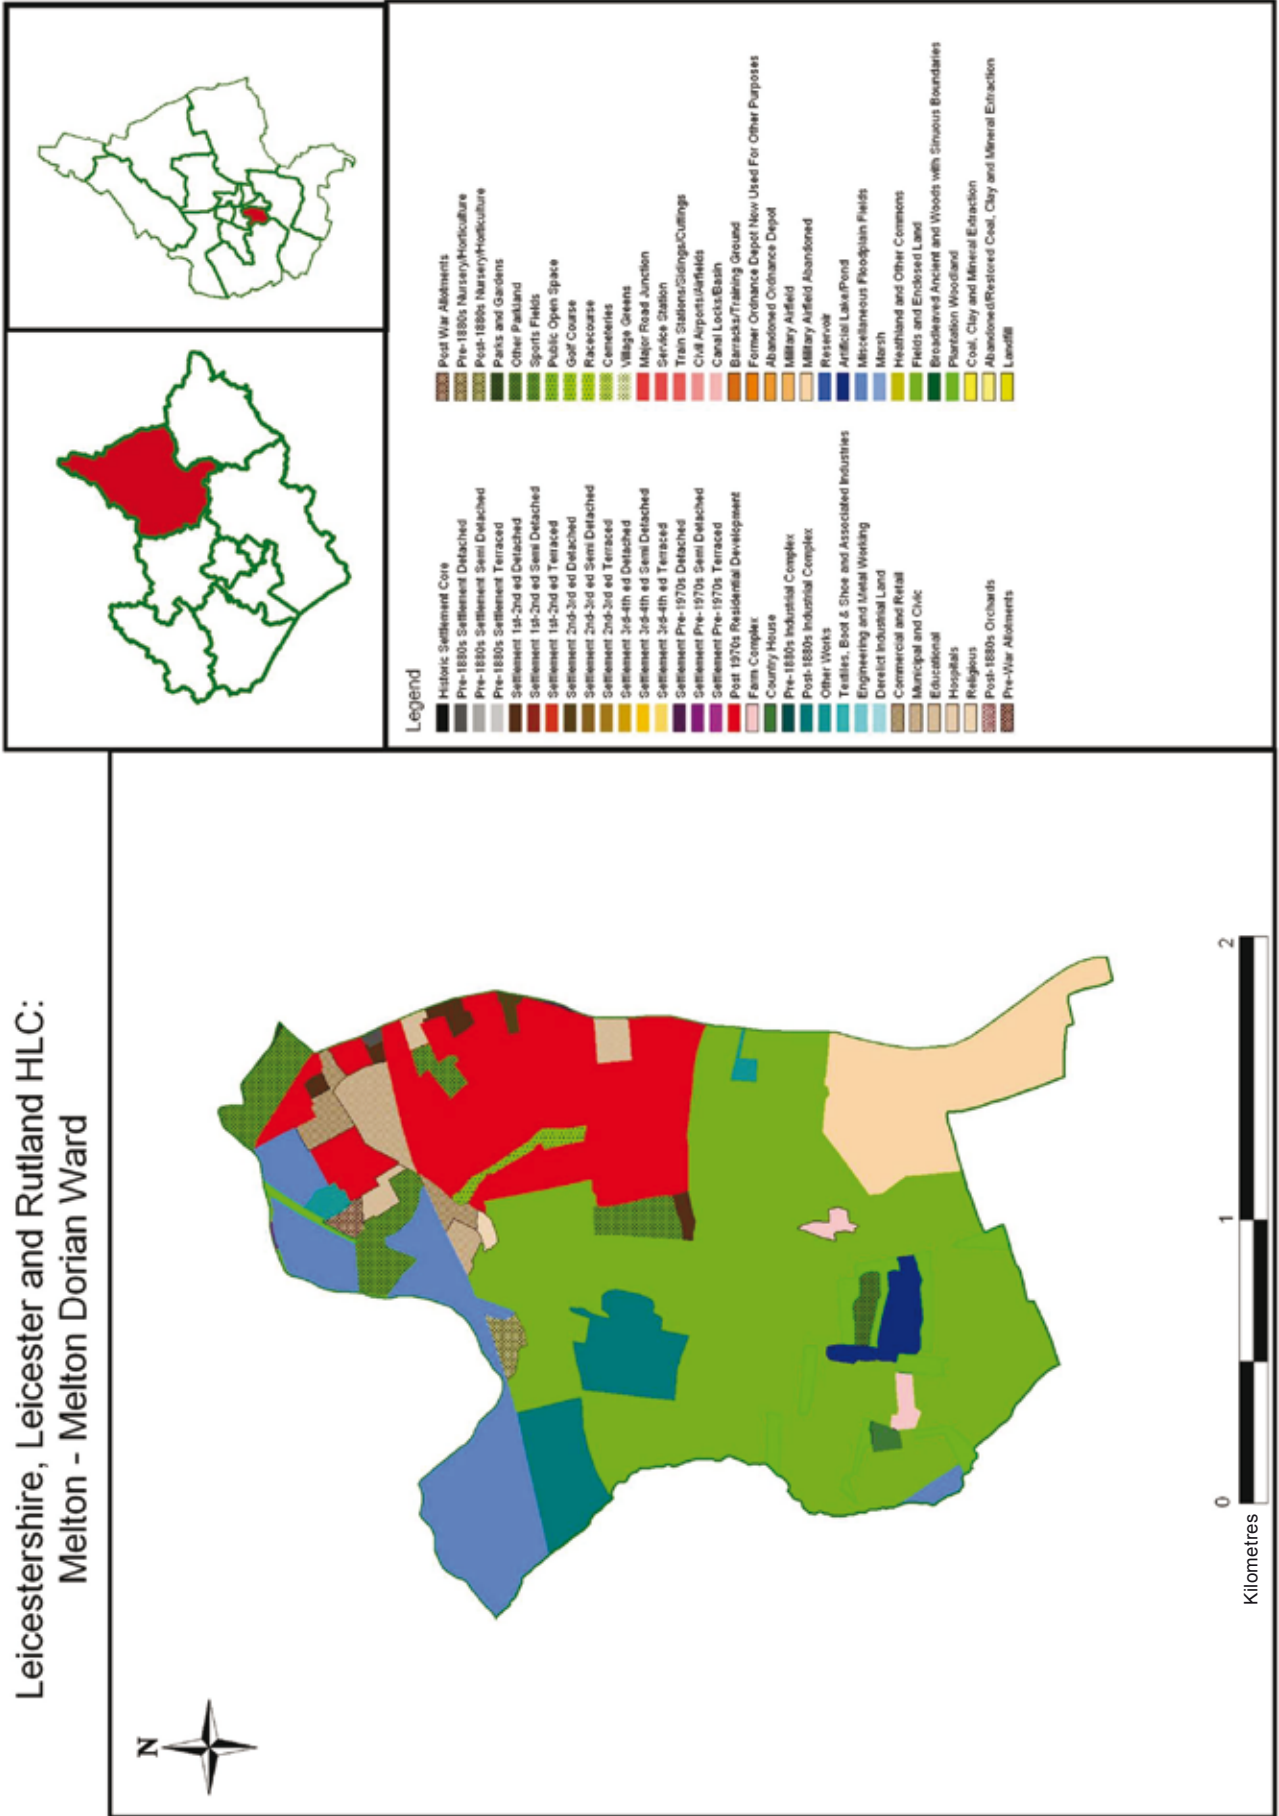 Leicestershire, Leicester and Rutland HLC:
Melton - Melton Dorian Ward
N
Kilometres
0
1
2
Legend
Historic Settlement Core
Pre-1880s Settlement Detached
Pre-1880s Settlement Semi Detached
Pre-1880s Settlement Terraced
Settlement 1st-2nd ed Detached
Settlement 1st-2nd ed Semi Detached
Settlement 1st-2nd ed Terraced
Settlement 2nd-3rd ed Detached
Settlement 2nd-3rd ed Semi Detached
Settlement 2nd-3rd ed Terraced
Settlement 3rd-4th ed Detached
Settlement 3rd-4th ed Semi Detached
Settlement 3rd-4th ed Terraced
Settlement Pre-1970s Detached
Settlement Pre-1970s Semi Detached
Settlement Pre-1970s Terraced
Post 1970s Residential Development
Farm Complex
Country House
Pre-1880s Industrial Complex
Post-1880s Industrial Complex
Other Works
Textiles, Boot & Shoe and Associated Industries
Engineering and Metal Working
Derelict Industrial Land
Commercial and Retail
Municipal and Civic
Educational
Hospitals
Religious
Post-1880s Orchards
Pre-War Allotments
Post War Allotments
Pre-1880s Nursery/Horticulture
Post-1880s Nursery/Horticulture
Parks and Gardens
Other Parkland
Sports Fields
Public Open Space
Golf Course
Racecourse
Cemeteries
Village Greens
Major Road Junction
Service Station
Train Stations/Sidings/Cuttings
Civil Airports/Airfields
Canal Locks/Basin
Barracks/Training Ground
Former Ordnance Depot Now Used For Other Purposes
Abandoned Ordnance Depot
Military Airfield
Military Airfield Abandoned
Reservoir
Artificial Lake/Pond
Miscellaneous Floodplain Fields
Marsh
Heathland and Other Commons
Fields and Enclosed Land
Broadleaved Ancient and Woods with Sinuous Boundaries
Plantation Woodland
Coal, Clay and Mineral Extraction
Abandoned/Restored Coal, Clay and Mineral Extraction
Landfill